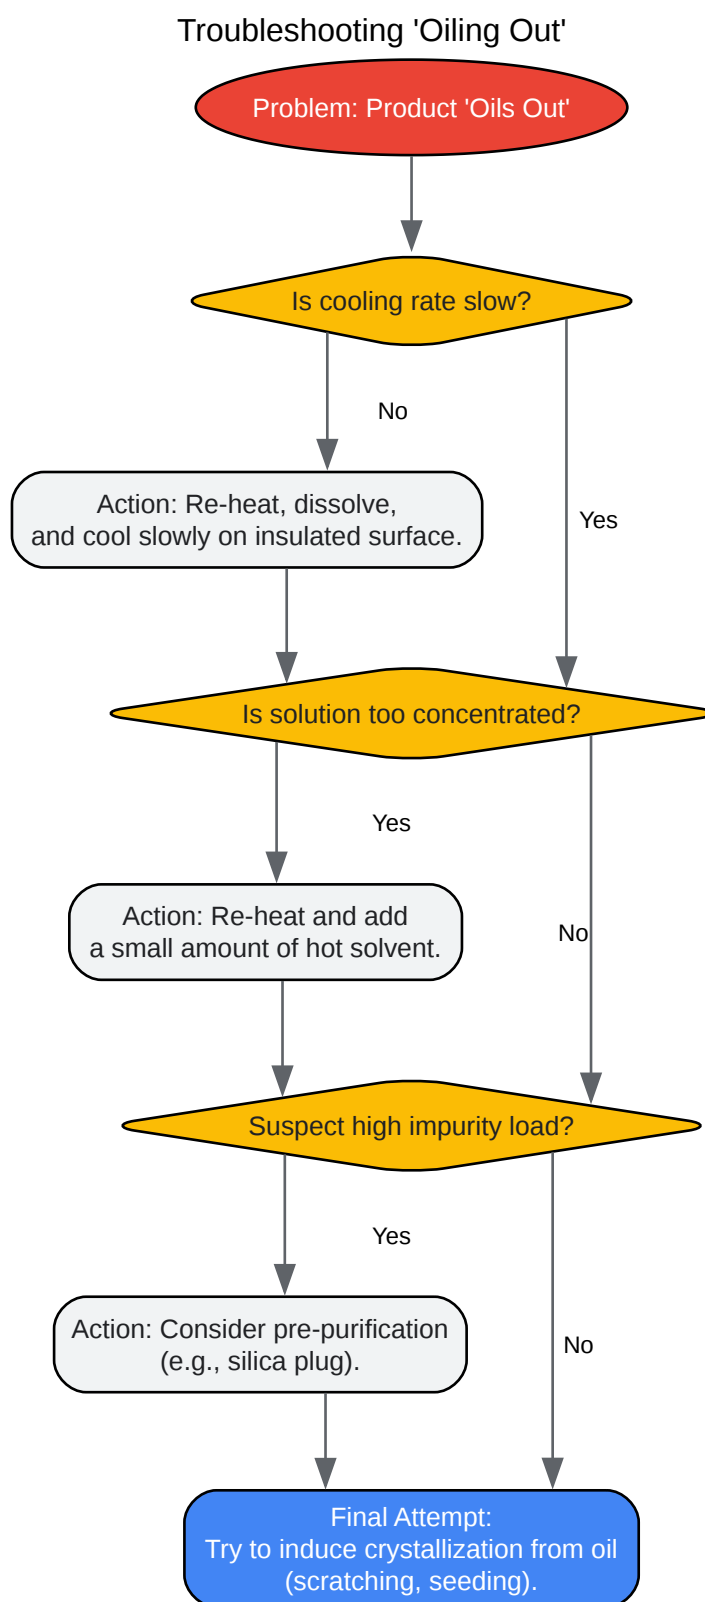 Troubleshooting 'Oiling Out'
Problem: Product 'Oils Out'
Is cooling rate slow?
No
Action: Re-heat, dissolve,
and cool slowly on insulated surface.
Yes
Is solution too concentrated?
Yes
Action: Re-heat and add
a small amount of hot solvent.
No
Suspect high impurity load?
Yes
Action: Consider pre-purification
(e.g., silica plug).
No
Final Attempt:
Try to induce crystallization from oil
(scratching, seeding).